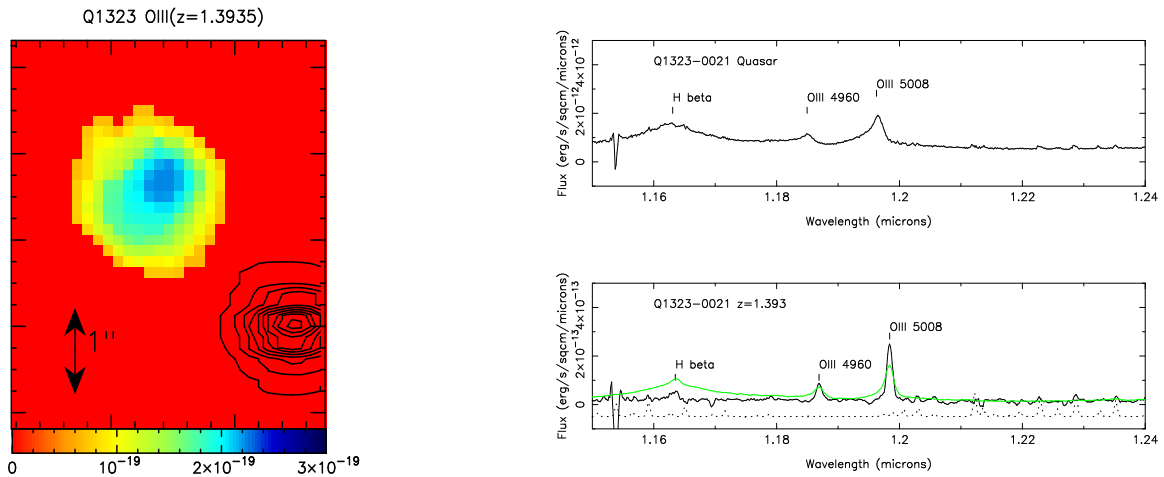 Q1323 OIII(z=1.3935)
1"
0 10⁻¹⁹ 2×10⁻¹⁹ 3×10⁻¹⁹
Flux (erg/s/sqcm/microns)
0 2×10⁻¹² 4×10⁻¹²
Q1323-0021 Quasar
H beta
OIII 4960
OIII 5008
1.16 1.18 1.2 1.22 1.24
Wavelength (microns)
Flux (erg/s/sqcm/microns)
0 2×10⁻¹³ 4×10⁻¹³
Q1323-0021 z=1.393
H beta
OIII 4960
OIII 5008
1.16 1.18 1.2 1.22 1.24
Wavelength (microns)